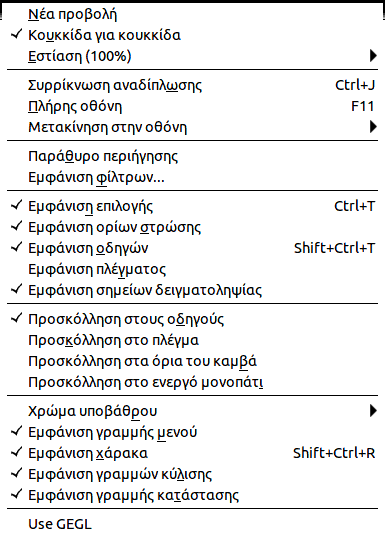 Νέα προβολή
Κουκκίδα για κουκκίδα
Εστίαση (100%)
Συρρίκνωση αναδίπλωσης Ctrl+J
Πλήρης οθόνη F11
Μετακίνηση στην οθόνη
Παράθυρο περιήγησης
Εμφάνιση φίλτρων...
Εμφάνιση επιλογής Ctrl+T
Εμφάνιση ορίων στρώσης
Εμφάνιση οδηγών Shift+Ctrl+T
Εμφάνιση πλέγματος
Εμφάνιση σημείων δειγματοληψίας
Προσκόλληση στους οδηγούς
Προσκόλληση στο πλέγμα
Προσκόλληση στα όρια του καμβά
Προσκόλληση στο ενεργό μονοπάτι
Χρώμα υποβάθρου
Εμφάνιση γραμμής μενού
Εμφάνιση χάρακα Shift+Ctrl+R
Εμφάνιση γραμμών κύλισης
Εμφάνιση γραμμής κατάστασης
Use GEGL